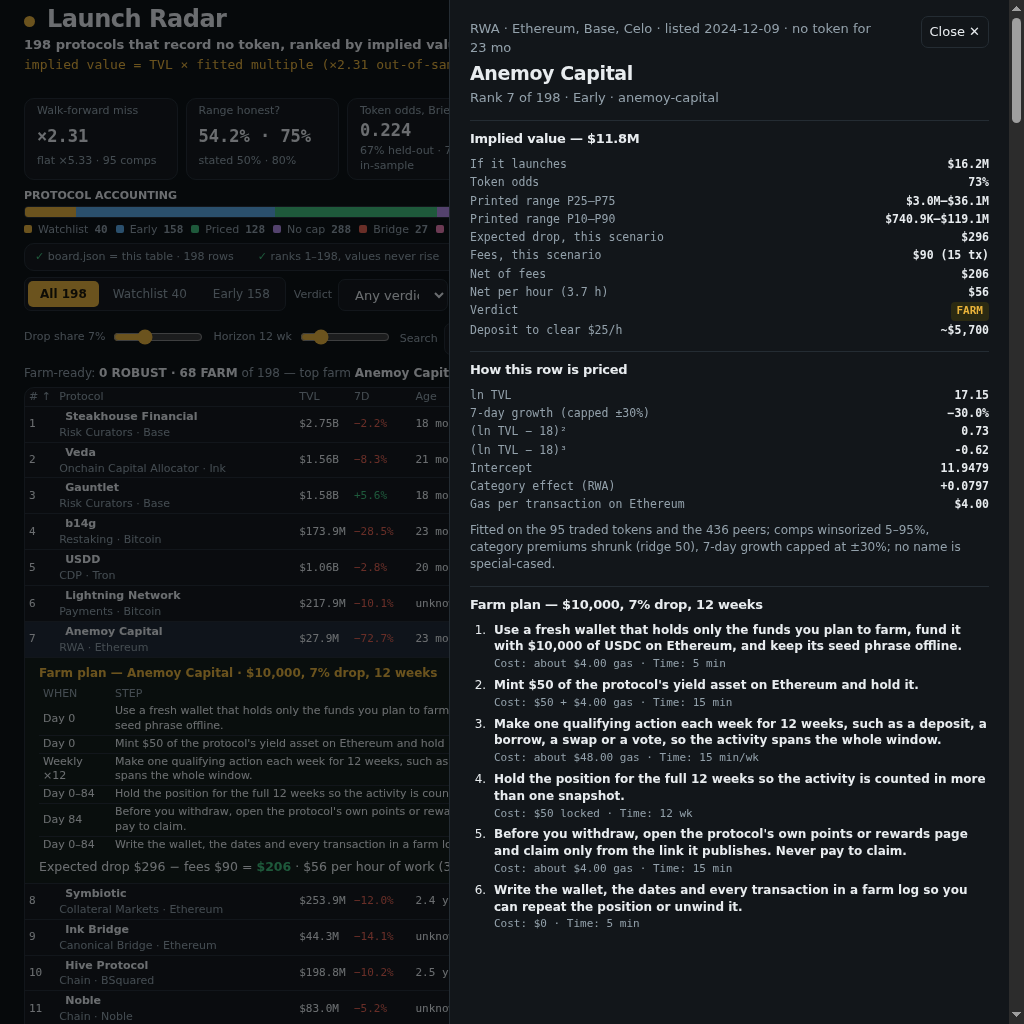 Launch Radar
198 protocols that record no token, ranked by implied val
implied value = TVL × fitted multiple (×2.31 out-of-sa
Walk-forward miss
×2.31
flat ×5.33 · 95 comps
Range honest?
54.2% · 75%
stated 50% · 80%
Token odds, Brie
0.224
67% held-out · 7
in-sample
PROTOCOL ACCOUNTING
Watchlist 40 Early 158 Priced 128 No cap 288 Bridge 27
✓ board.json = this table · 198 rows ✓ ranks 1–198, values never rise
All 198 Watchlist 40 Early 158 Verdict Any verdic
Drop share 7% Horizon 12 wk Search
Farm-ready: 0 ROBUST · 68 FARM of 198 — top farm Anemoy Capit
# ↑ Protocol TVL 7D Age
1 Steakhouse Financial $2.75B −2.2% 18 mo
Risk Curators · Base
2 Veda $1.56B −8.3% 21 mo
Onchain Capital Allocator · Ink
3 Gauntlet $1.58B +5.6% 18 mo
Risk Curators · Base
4 b14g $173.9M −28.5% 23 mo
Restaking · Bitcoin
5 USDD $1.06B −2.8% 20 mo
CDP · Tron
6 Lightning Network $217.9M −10.1% unkno
Payments · Bitcoin
7 Anemoy Capital $27.9M −72.7% 23 mo
RWA · Ethereum
Farm plan — Anemoy Capital · $10,000, 7% drop, 12 weeks
WHEN STEP
Day 0 Use a fresh wallet that holds only the funds you plan to farm
seed phrase offline.
Day 0 Mint $50 of the protocol's yield asset on Ethereum and hold
Weekly ×12 Make one qualifying action each week for 12 weeks, such as
spans the whole window.
Day 0–84 Hold the position for the full 12 weeks so the activity is coun
Day 84 Before you withdraw, open the protocol's own points or rewa
pay to claim.
Day 0–84 Write the wallet, the dates and every transaction in a farm lo
Expected drop $296 − fees $90 = $206 · $56 per hour of work (3
8 Symbiotic $253.9M −12.0% 2.4 y
Collateral Markets · Ethereum
9 Ink Bridge $44.3M −14.1% unkno
Canonical Bridge · Ethereum
10 Hive Protocol $198.8M −10.2% 2.5 y
Chain · BSquared
11 Noble $83.0M −5.2% unkno
Chain · Noble
RWA · Ethereum, Base, Celo · listed 2024-12-09 · no token for
23 mo
Close ✕
Anemoy Capital
Rank 7 of 198 · Early · anemoy-capital
Implied value — $11.8M
If it launches $16.2M
Token odds 73%
Printed range P25–P75 $3.0M–$36.1M
Printed range P10–P90 $740.9K–$119.1M
Expected drop, this scenario $296
Fees, this scenario $90 (15 tx)
Net of fees $206
Net per hour (3.7 h) $56
Verdict FARM
Deposit to clear $25/h ~$5,700
How this row is priced
ln TVL 17.15
7-day growth (capped ±30%) −30.0%
(ln TVL − 18)² 0.73
(ln TVL − 18)³ -0.62
Intercept 11.9479
Category effect (RWA) +0.0797
Gas per transaction on Ethereum $4.00
Fitted on the 95 traded tokens and the 436 peers; comps winsorized 5–95%,
category premiums shrunk (ridge 50), 7-day growth capped at ±30%; no name is
special-cased.
Farm plan — $10,000, 7% drop, 12 weeks
1. Use a fresh wallet that holds only the funds you plan to farm, fund it
with $10,000 of USDC on Ethereum, and keep its seed phrase offline.
Cost: about $4.00 gas · Time: 5 min
2. Mint $50 of the protocol's yield asset on Ethereum and hold it.
Cost: $50 + $4.00 gas · Time: 15 min
3. Make one qualifying action each week for 12 weeks, such as a deposit, a
borrow, a swap or a vote, so the activity spans the whole window.
Cost: about $48.00 gas · Time: 15 min/wk
4. Hold the position for the full 12 weeks so the activity is counted in more
than one snapshot.
Cost: $50 locked · Time: 12 wk
5. Before you withdraw, open the protocol's own points or rewards page
and claim only from the link it publishes. Never pay to claim.
Cost: about $4.00 gas · Time: 15 min
6. Write the wallet, the dates and every transaction in a farm log so you
can repeat the position or unwind it.
Cost: $0 · Time: 5 min